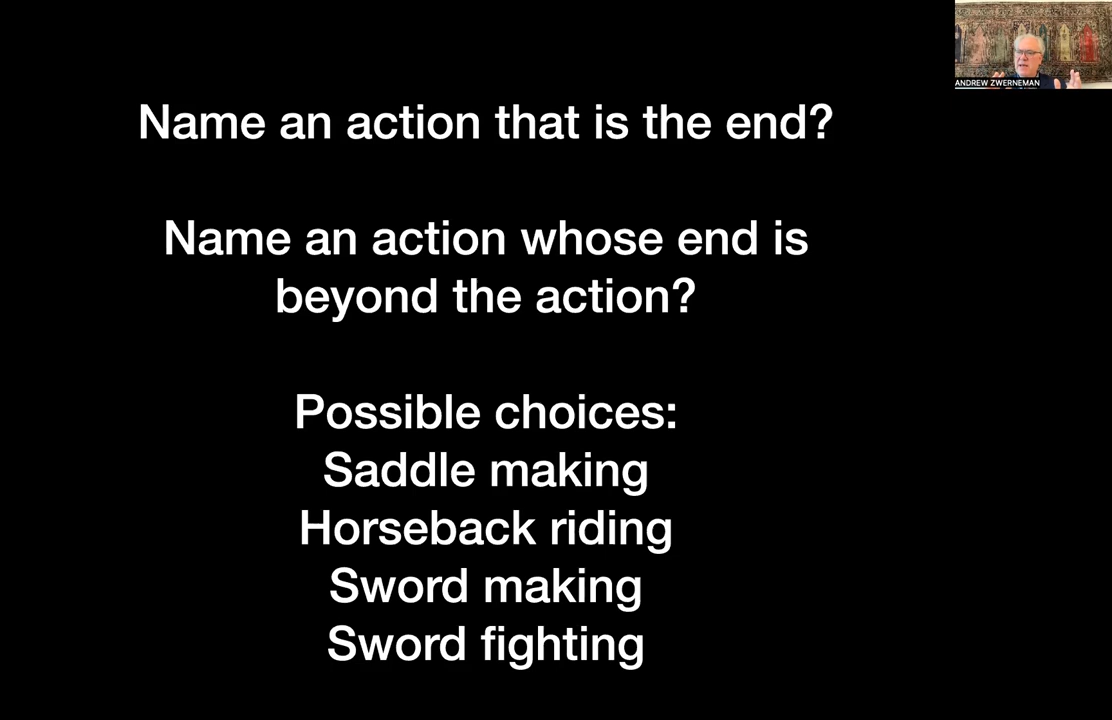 ANDREW ZWERNEMAN
Name an action that is the end?
Name an action whose end is
beyond the action?
Possible choices:
Saddle making
Horseback riding
Sword making
Sword fighting